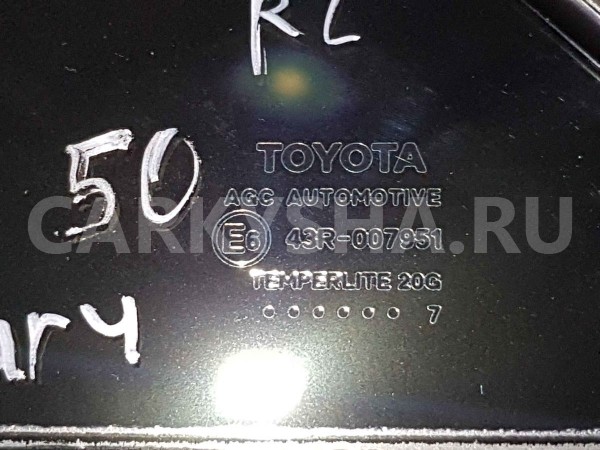 RL
50
TOYOTA
AGC AUTOMOTIVE
E6 43R-007951
TEMPERLITE 20G
• • • • • • 7
CARKYSHA.RU